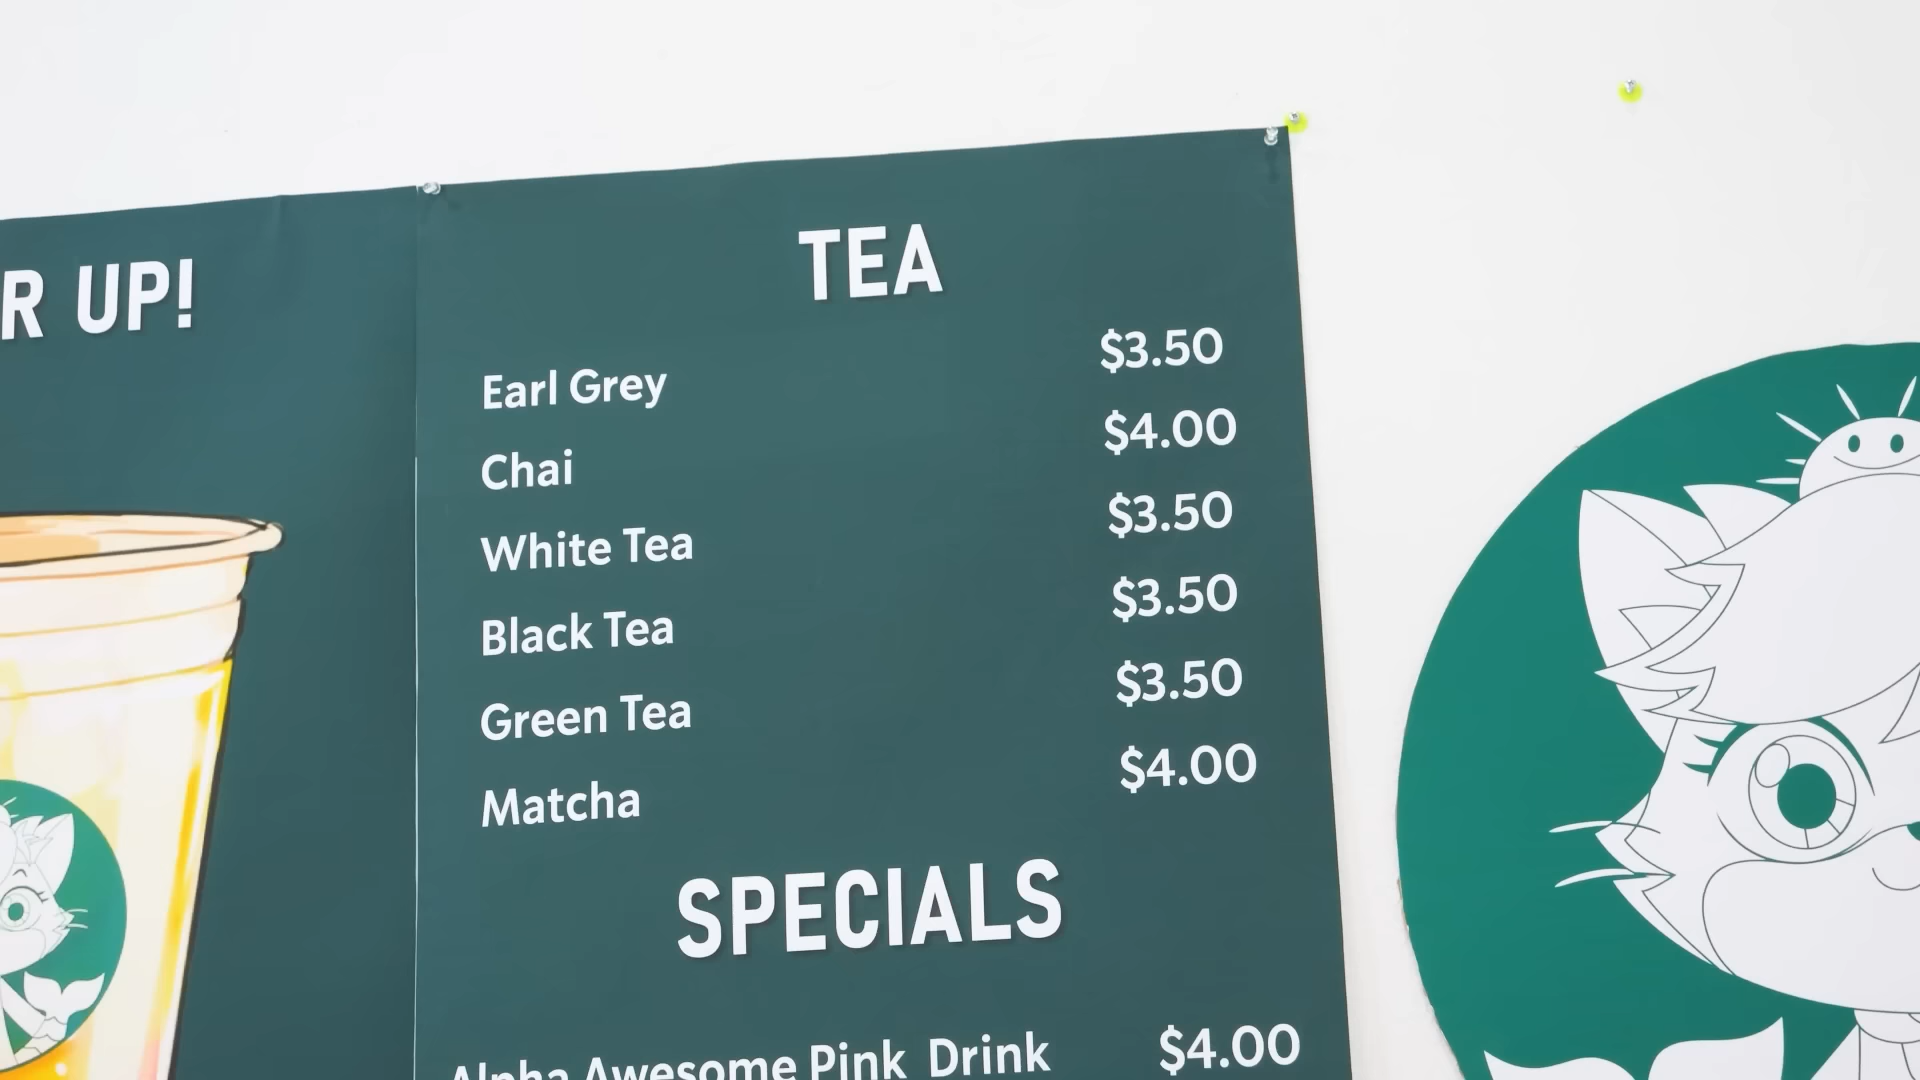 R UP!
TEA
Earl Grey $3.50
Chai $4.00
White Tea $3.50
Black Tea $3.50
Green Tea $3.50
Matcha $4.00
SPECIALS
Alpha Awesome Pink Drink $4.00